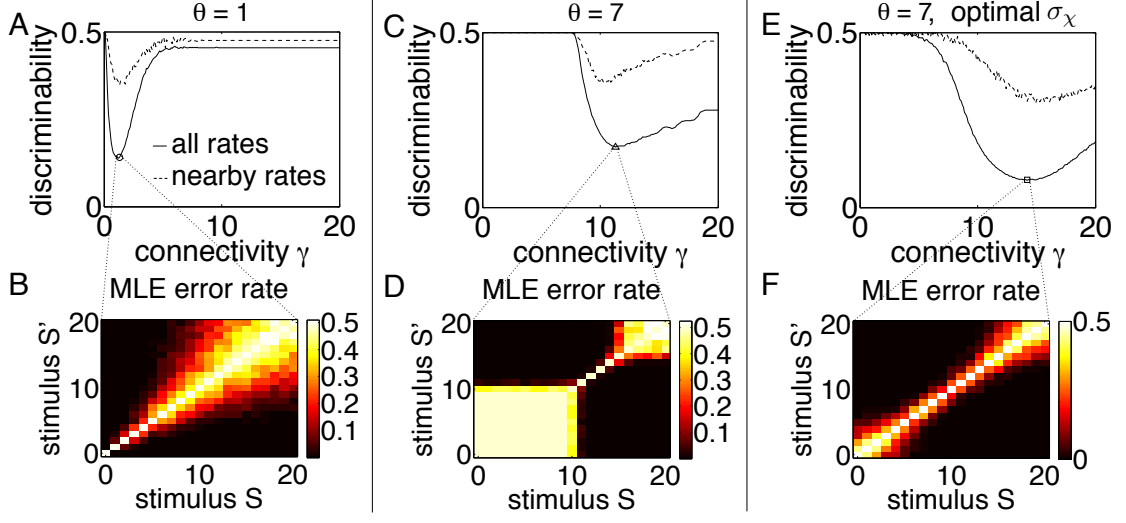 A
θ = 1
discriminability
0.5
0
— all rates
---- nearby rates
0
10
20
connectivity γ
B
MLE error rate
stimulus S'
20
10
0
0
10
20
stimulus S
0.5
0.4
0.3
0.2
0.1
C
θ = 7
discriminability
0.5
0
0
10
20
connectivity γ
D
MLE error rate
stimulus S'
20
10
0
0
10
20
stimulus S
0.5
0.4
0.3
0.2
0.1
E
θ = 7, optimal σχ
discriminability
0.5
0
0
10
20
connectivity γ
F
MLE error rate
stimulus S'
20
10
0
0
10
20
stimulus S
0.5
0